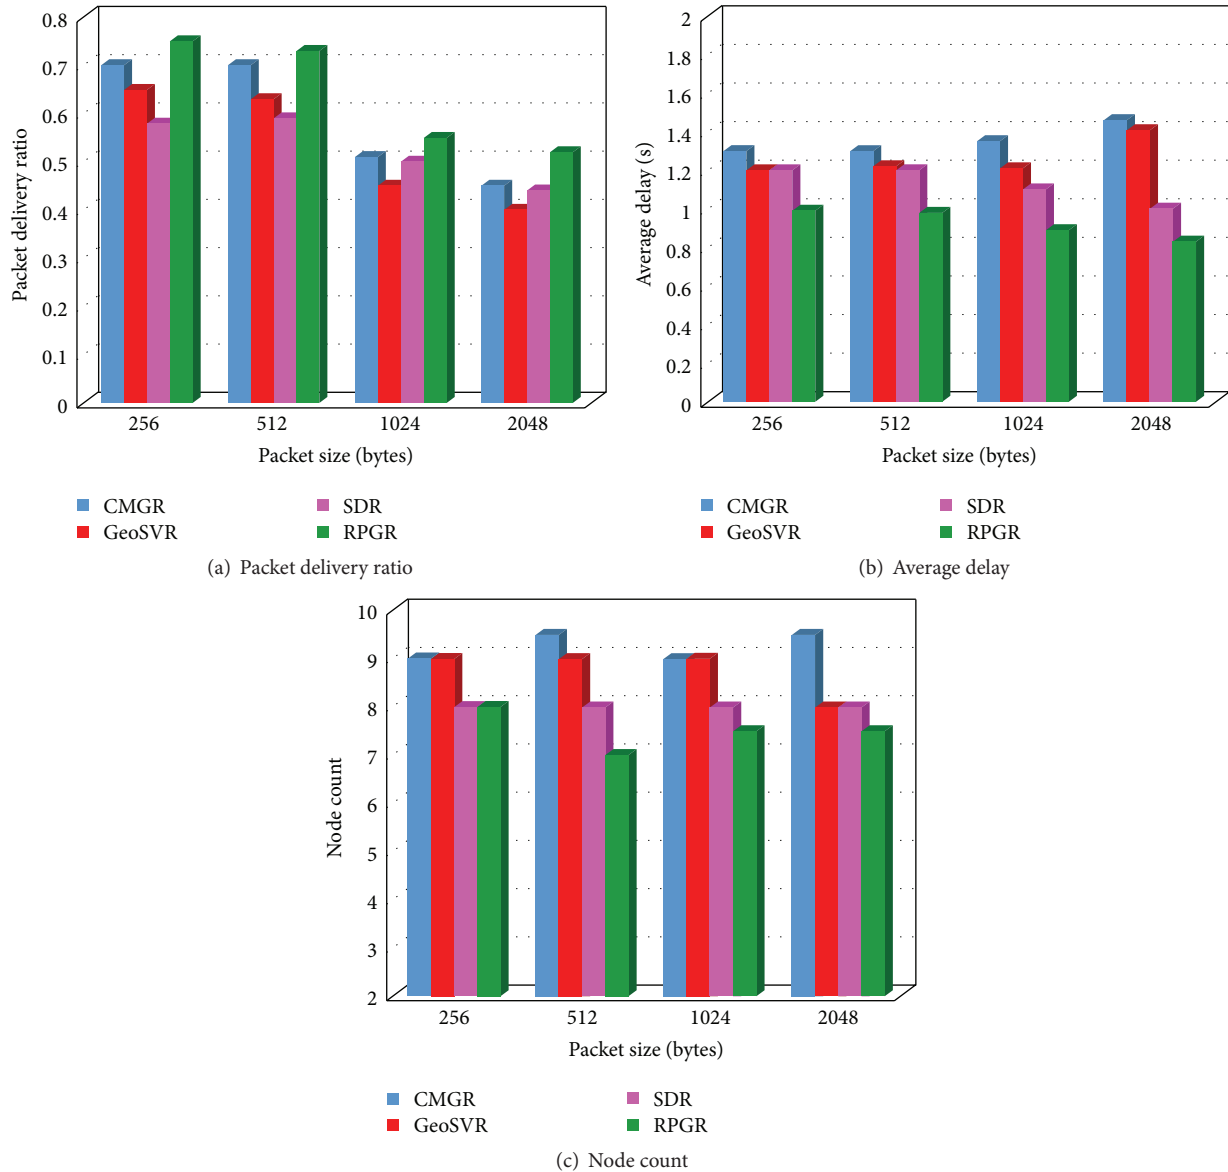 0.8
0.7
0.6
0.5
0.4
0.3
0.2
0.1
0
Packet delivery ratio
256 512 1024 2048
Packet size (bytes)
CMGR SDR
GeoSVR RPGR
(a) Packet delivery ratio
2
1.8
1.6
1.4
1.2
1
0.8
0.6
0.4
0.2
0
Average delay (s)
256 512 1024 2048
Packet size (bytes)
CMGR SDR
GeoSVR RPGR
(b) Average delay
10
9
8
7
6
5
4
3
2
Node count
256 512 1024 2048
Packet size (bytes)
CMGR SDR
GeoSVR RPGR
(c) Node count